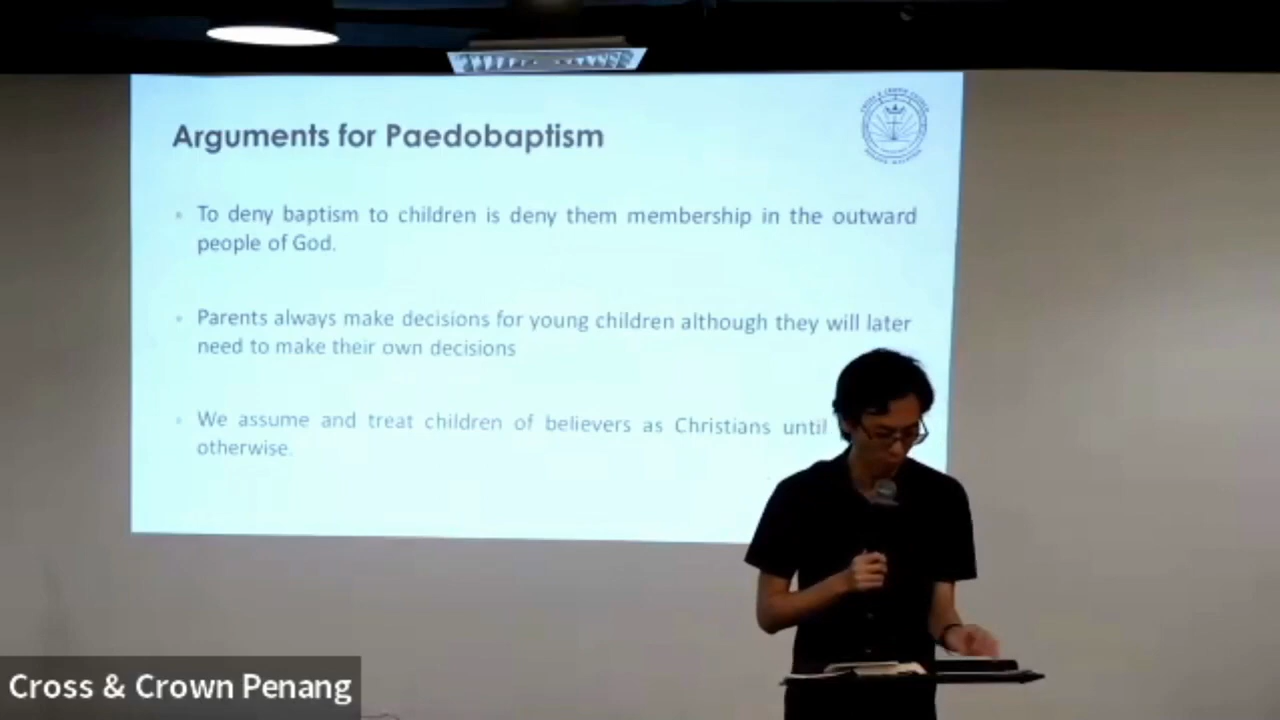 Arguments for Paedobaptism
To deny baptism to children is deny them membership in the outward
people of God.
Parents always make decisions for young children although they will later
need to make their own decisions
We assume and treat children of believers as Christians until
otherwise.
Cross & Crown Penang